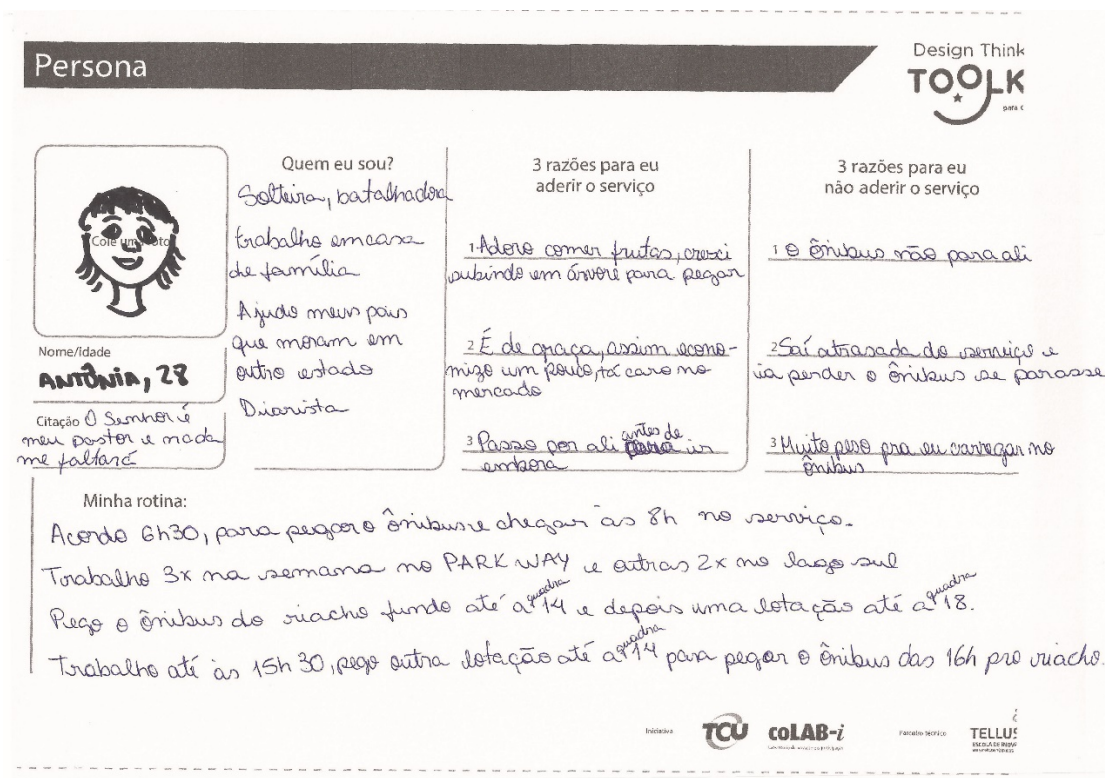 Persona
Design Think
TOOLK
para
Cole um foto
Nome/idade
ANTÔNIA, 28
Citação O Senhor é
meu pastor e nada
me faltará
Quem eu sou?
Solteira, batalhadora
trabalho em casa
de família
Ajudo meus pais
que moram em
outro estado
Diarista
3 razões para eu
aderir o serviço
1 Adoro comer frutas, cresci
subindo em árvore para pegar
2 É de graça, assim econo-
mizo um pouco, tá caro no
mercado
3 Passo por ali antes de ir
embora
3 razões para eu
não aderir o serviço
1 O ônibus não para ali
2 Saí atrasada do serviço e
ia perder o ônibus se parasse
3 Muito peso pra eu carregar no
ônibus
Minha rotina:
Acordo 6h30, para pegar o ônibus e chegar às 8h no serviço.
Trabalho 3x na semana no PARK WAY e outras 2x no lago sul
Pego o ônibus do riacho fundo até a quadra 14 e depois uma lotação até a quadra 18.
Trabalho até às 15h30, pego outra lotação até a quadra 14 para pegar o ônibus das 16h pro riacho.
Iniciativa
TCU
coLAB-i
Parceiro técnico
TELLUS